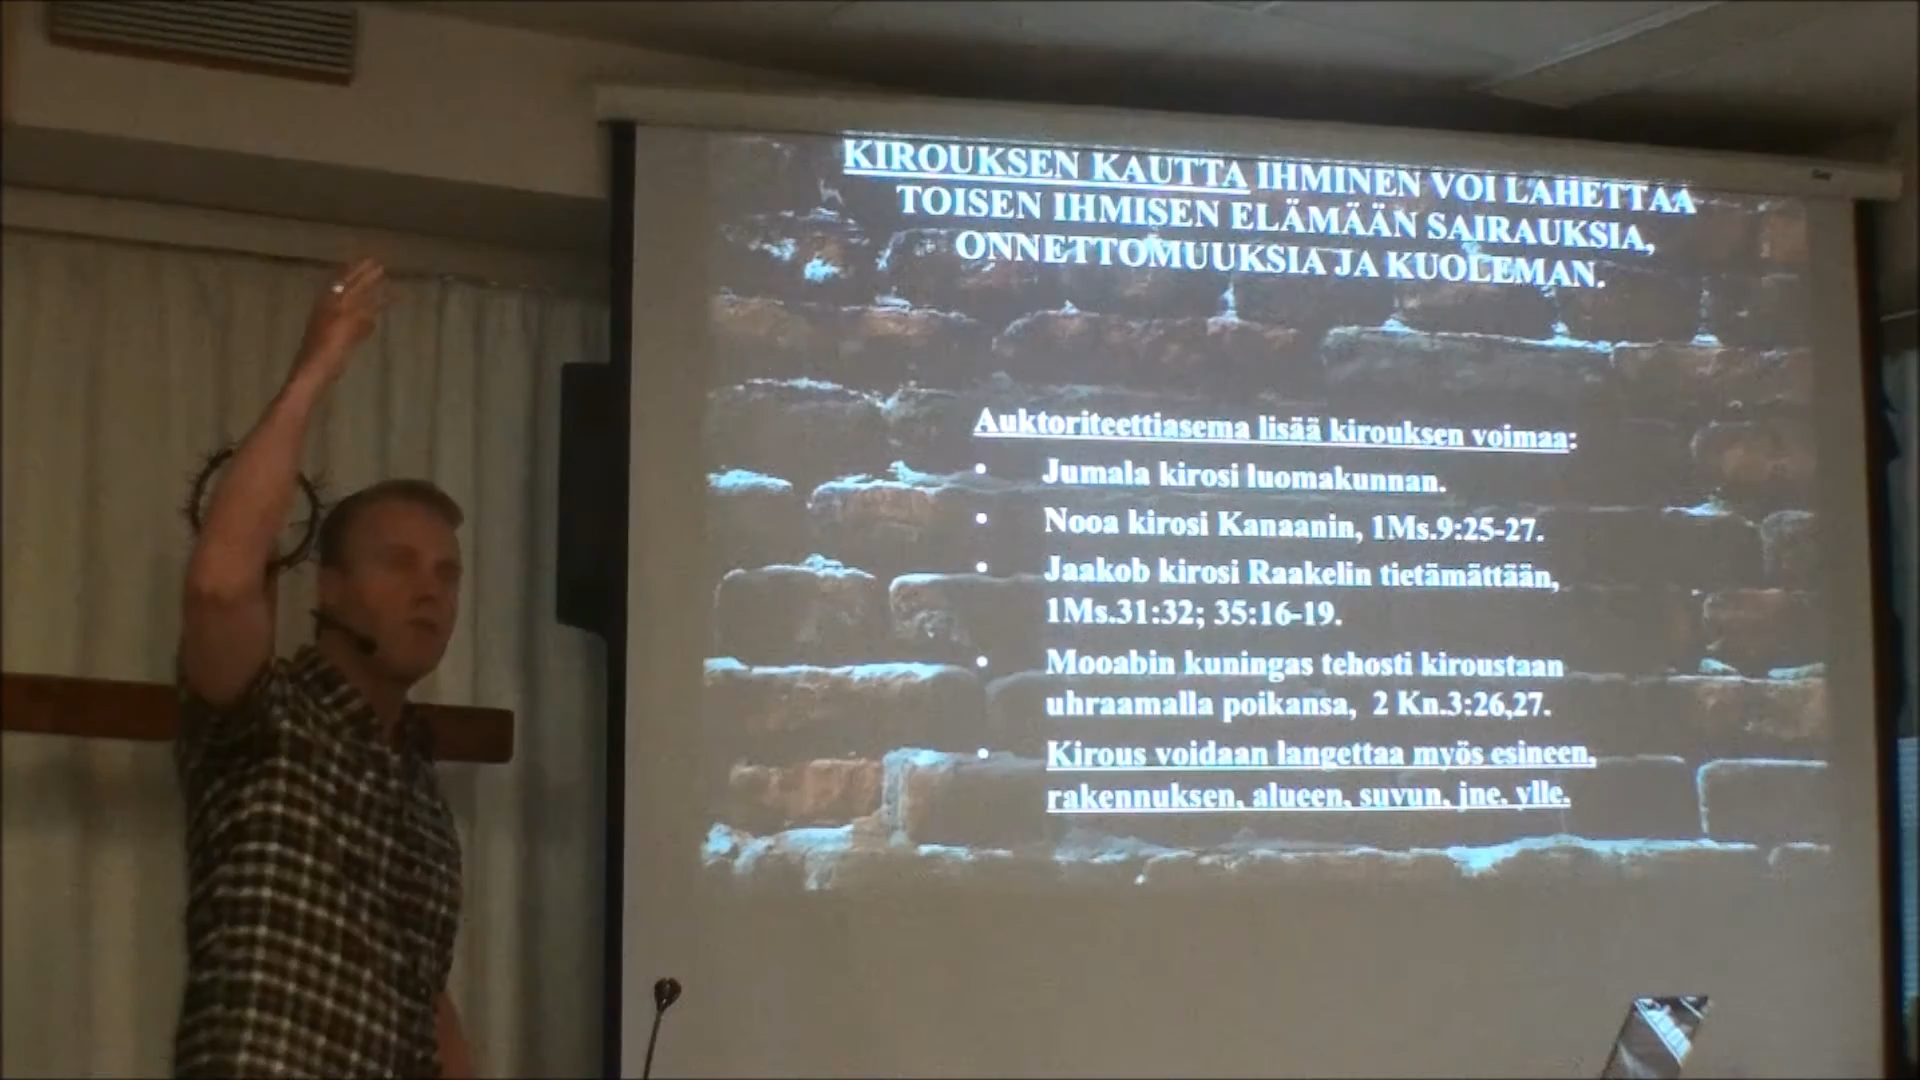 KIROUKSEN KAUTTA IHMINEN VOI LÄHETTÄÄ
TOISEN IHMISEN ELÄMÄÄN SAIRAUKSIA,
ONNETTOMUUKSIA JA KUOLEMAN.
Auktoriteettiasema lisää kirouksen voimaa:
• Jumala kirosi luomakunnan.
• Nooa kirosi Kanaanin, 1Ms.9:25-27.
• Jaakob kirosi Raakelin tietämättään,
1Ms.31:32; 35:16-19.
• Mooabin kuningas tehosti kiroustaan
uhraamalla poikansa, 2 Kn.3:26,27.
• Kirous voidaan langettaa myös esineen,
rakennuksen, alueen, suvun, jne. ylle.